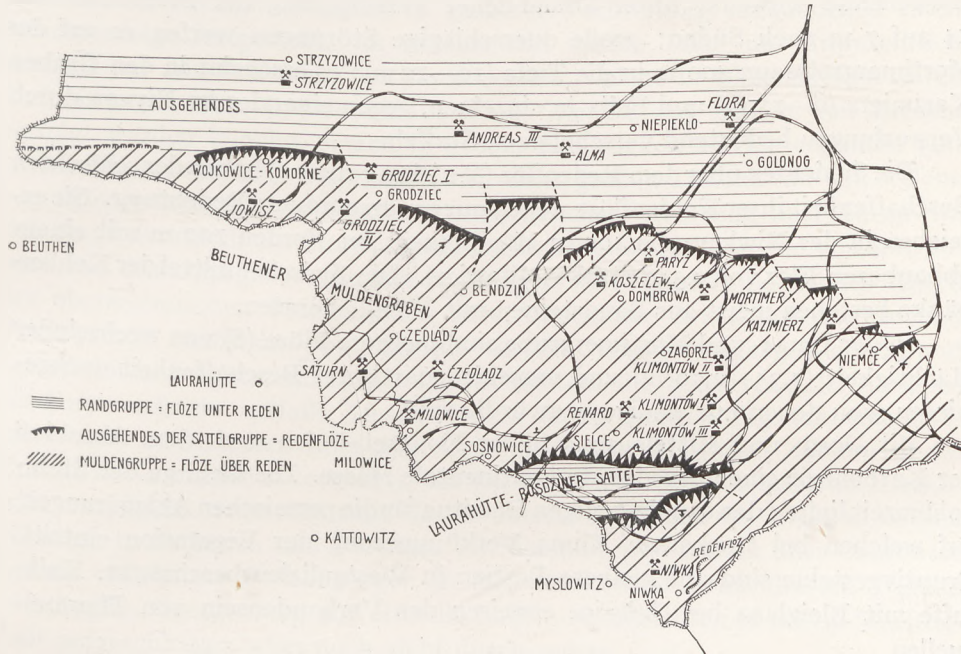 STRZYZOWICE
STRZYZOWICE
AUSGEHENDES
FLORA
ANDREAS III
NIEPIEKLO
ALMA
GOLONOG
WOJKOWICE-KOMORNE
GRODZIEC I
GRODZIEC
JOWISZ
GRODZIEC II
BEUTHEN
BEUTHENER
MULDENGRABEN
PARYZ
KOSZELEW
BENDZIN
DOMBROWA
MORTIMER
KAZIMIERZ
CZEDLADZ
ZAGORZE
NIEMCE
KLIMONTOW II
SATURN
CZEDLADZ
LAURAHÜTTE
RANDGRUPPE = FLÖZE UNTER REDEN
KLIMONTOW I
RENARD
MILOWICE
AUSGEHENDES DER SATTELGRUPPE = REDENFLÖZE
SIELCE
KLIMONTOW III
SOSNOWICE
MILOWICE
MULDENGRUPPE = FLÖZE ÜBER REDEN
LAURAHÜTTE-ROSDZINER SATTEL
KATTOWITZ
REDENFLÖZ
NIWKA
MYSLOWITZ
NIWKA